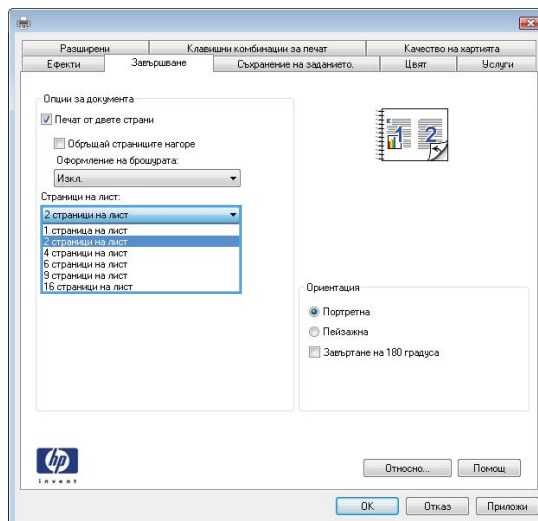 Разширени
Клавишни комбинации за печат
Качество на хартията
Ефекти
Завършване
Съхранение на заданието.
Цвят
Услуги
Опции за документа
Печат от двете страни
Обръщай страниците нагоре
Оформление на брошурата:
Изкл.
Страници на лист:
2 страници на лист
1 страница на лист
2 страници на лист
4 страници на лист
6 страници на лист
9 страници на лист
16 страници на лист
1 2
Ориентация
Портретна
Пейзажна
Завъртане на 180 градуса
hp
invent
Относно...
Помощ
OK
Отказ
Приложи